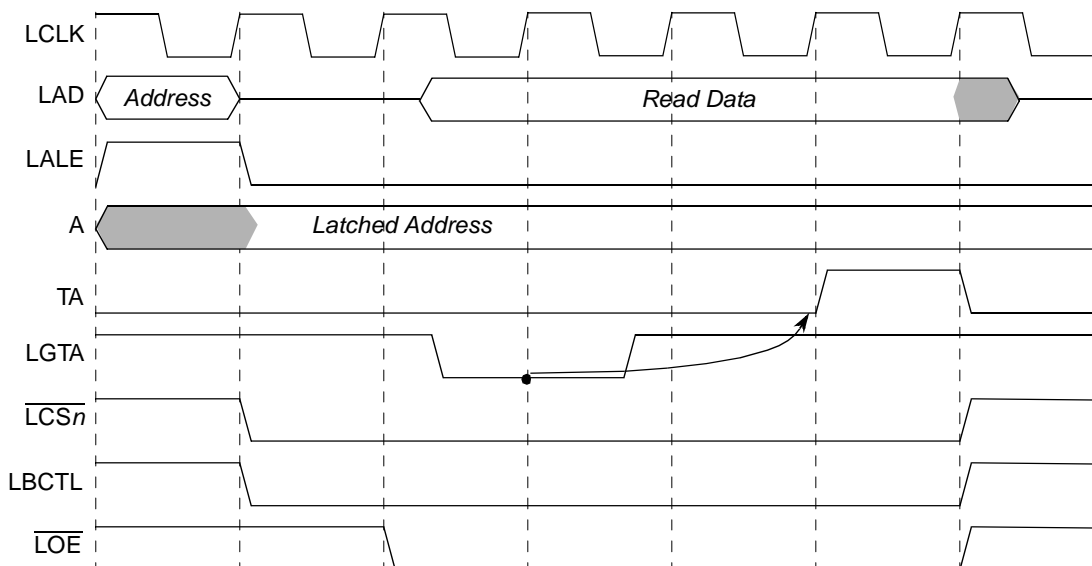 LCLK
LAD Address Read Data
LALE
A Latched Address
TA
LGTA
LCSn
LBCTL
LOE